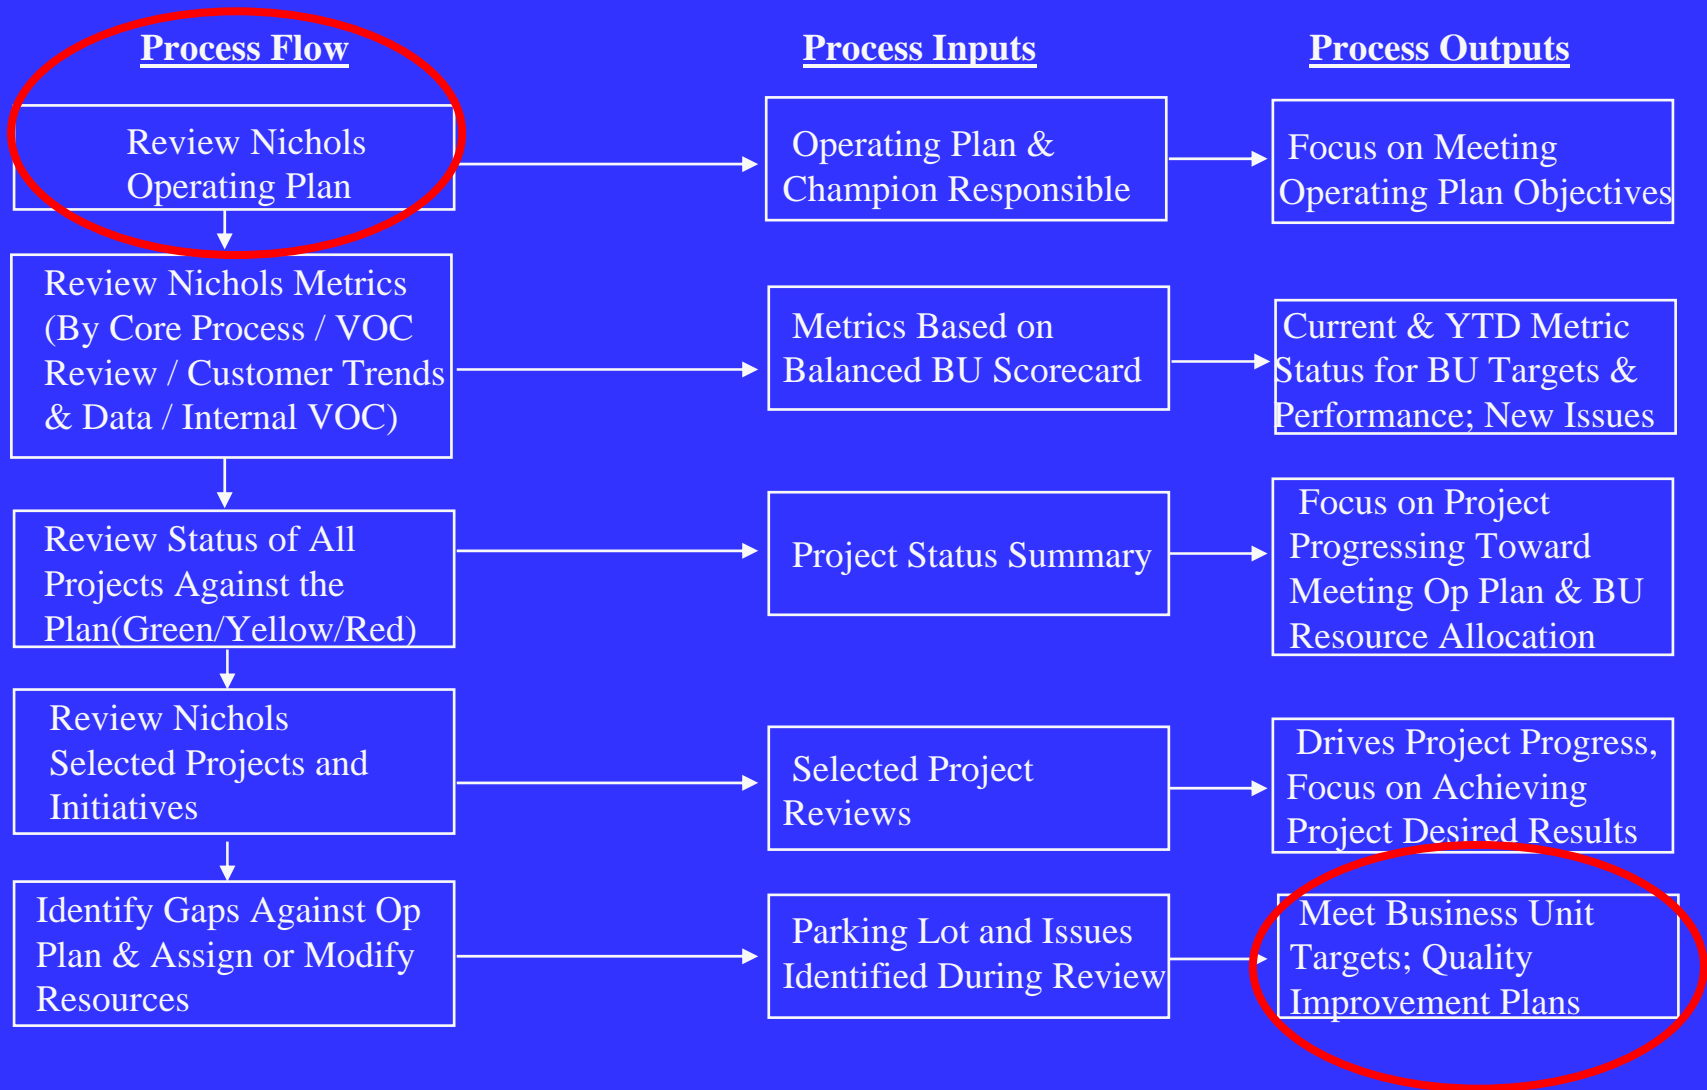 Process Flow
Process Inputs
Process Outputs
Review Nichols
Operating Plan
Operating Plan &
Champion Responsible
Focus on Meeting
Operating Plan Objectives
Review Nichols Metrics
(By Core Process / VOC
Review / Customer Trends
& Data / Internal VOC)
Metrics Based on
Balanced BU Scorecard
Current & YTD Metric
Status for BU Targets &
Performance; New Issues
Review Status of All
Projects Against the
Plan(Green/Yellow/Red)
Project Status Summary
Focus on Project
Progressing Toward
Meeting Op Plan & BU
Resource Allocation
Review Nichols
Selected Projects and
Initiatives
Selected Project
Reviews
Drives Project Progress,
Focus on Achieving
Project Desired Results
Identify Gaps Against Op
Plan & Assign or Modify
Resources
Parking Lot and Issues
Identified During Review
Meet Business Unit
Targets; Quality
Improvement Plans